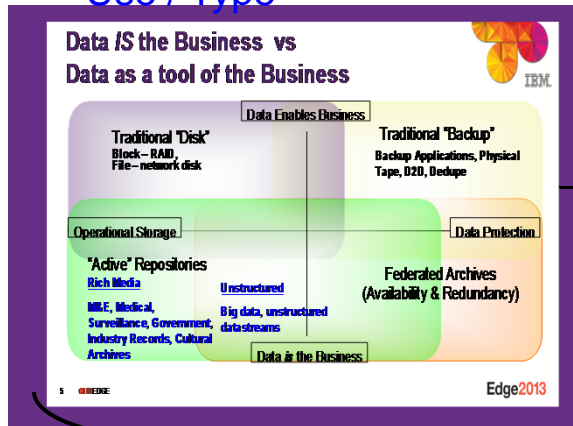 Use / Type
Data IS the Business vs
Data as a tool of the Business
IBM
Data Enables Business
Traditional "Disk"
Block – RAID,
File – network disk
Traditional "Backup"
Backup Applications, Physical
Tape, D2D, Dedupe
Operational Storage
Data Protection
"Active" Repositories
Rich Media
M&E, Medical,
Surveillance, Government,
Industry Records, Cultural
Archives
Unstructured
Big data, unstructured
datastreams
Federated Archives
(Availability & Redundancy)
Data is the Business
5
EDGE
Edge2013